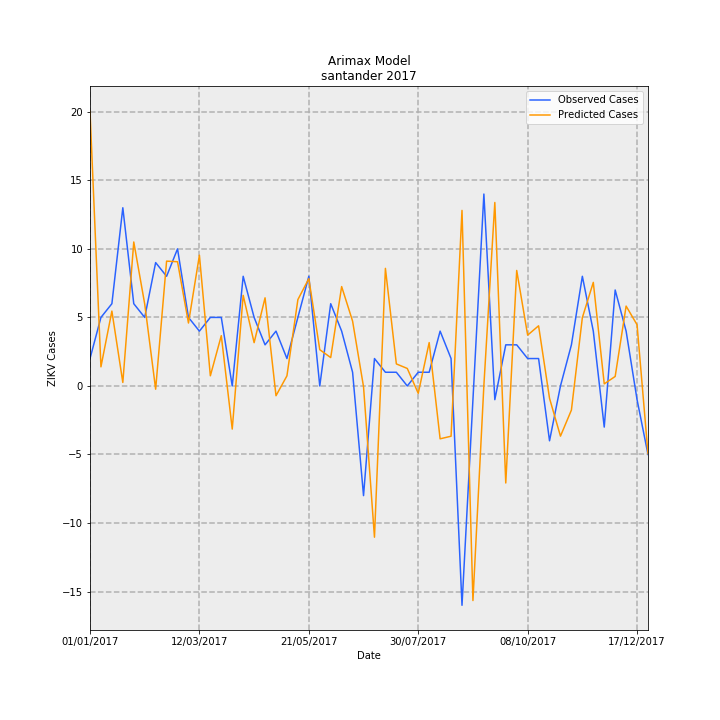 Arimax Model
santander 2017
Observed Cases
Predicted Cases
20
15
10
5
0
−5
−10
−15
ZIKV Cases
01/01/2017 12/03/2017 21/05/2017 30/07/2017 08/10/2017 17/12/2017
Date